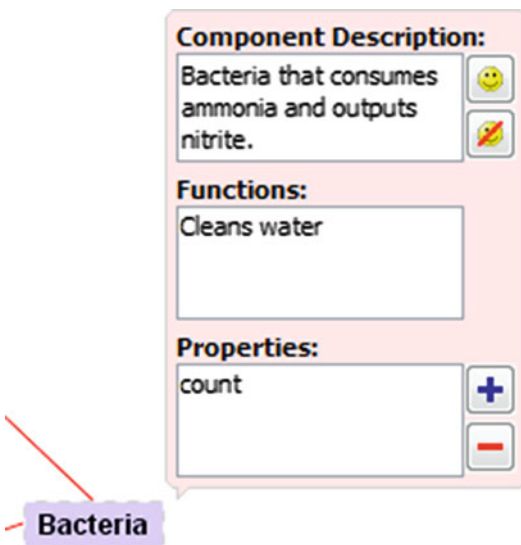 Component Description:
Bacteria that consumes
ammonia and outputs
nitrite.
Functions:
Cleans water
Properties:
count
Bacteria